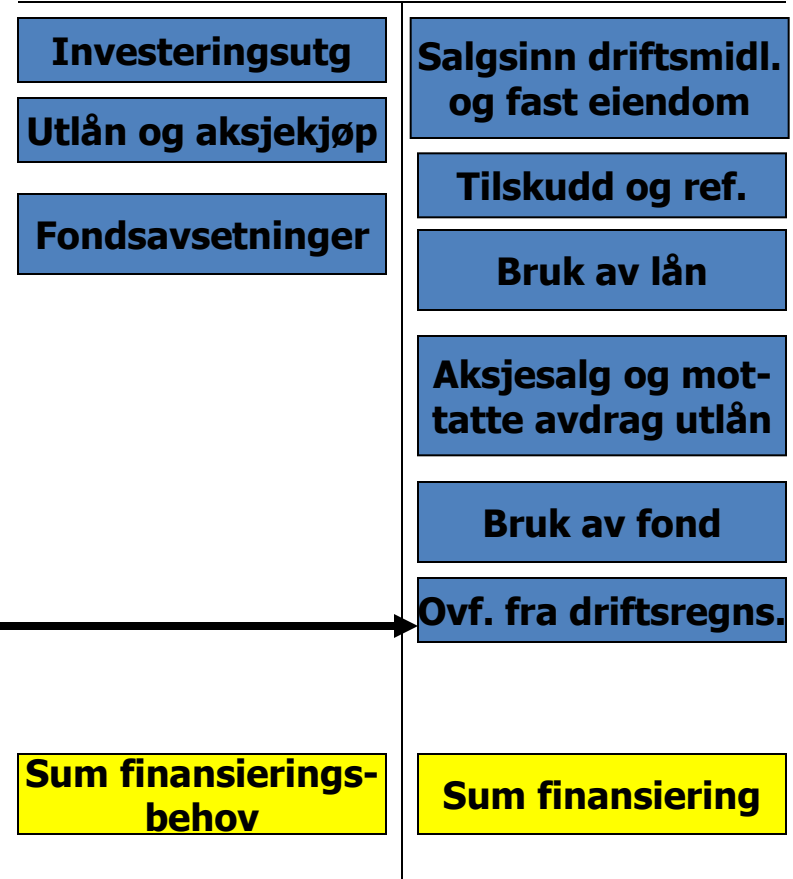 Investeringsutg
Utlån og aksjekjøp
Fondsavsetninger
Sum finansierings-
behov
Salgsinn driftsmidl.
og fast eiendom
Tilskudd og ref.
Bruk av lån
Aksjesalg og mot-
tatte avdrag utlån
Bruk av fond
Ovf. fra driftsregns.
Sum finansiering